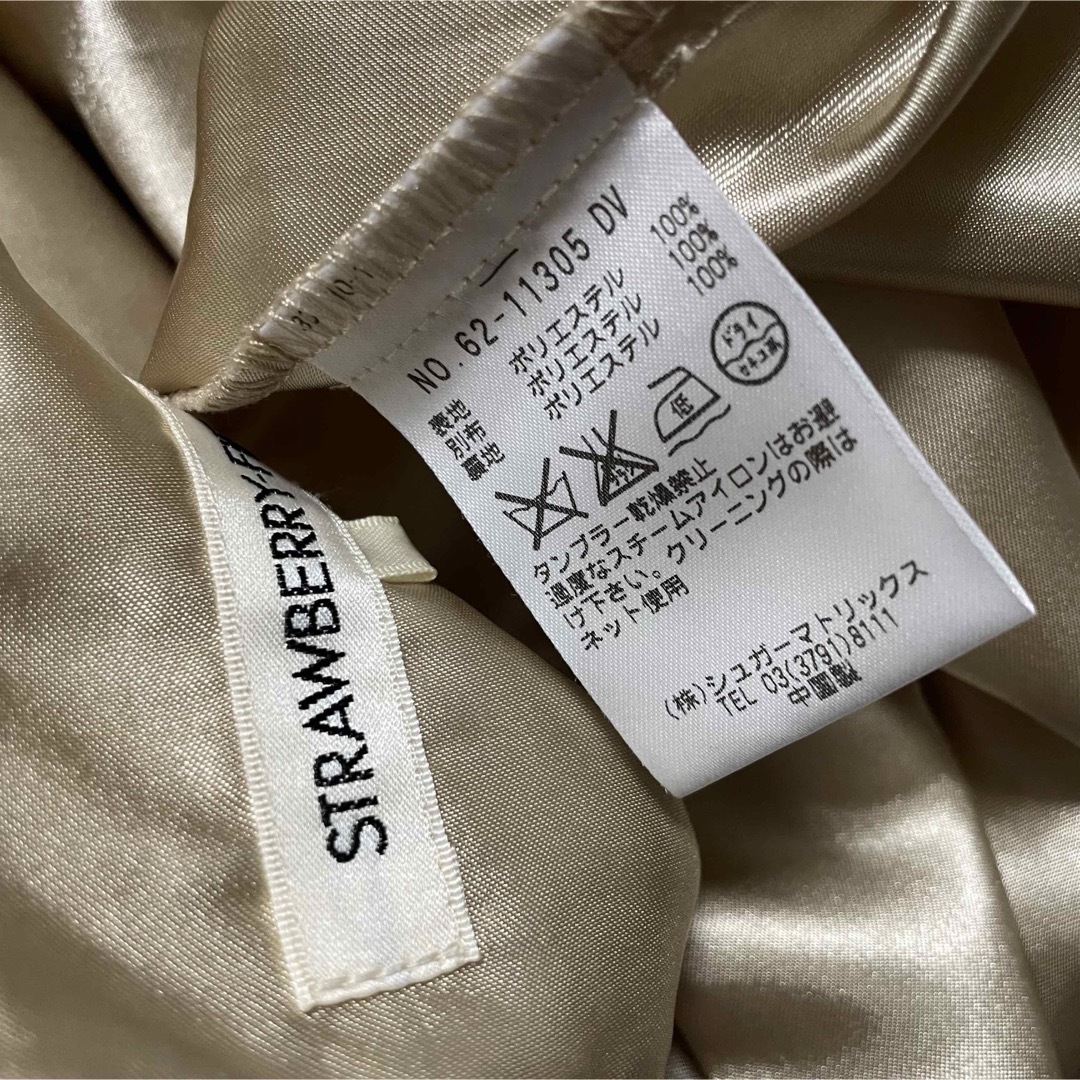 STRAWBERRY-F
NO.62-11305 DV
表地 ポリエステル 100%
別布 ポリエステル 100%
裏地 ポリエステル 100%
低
ドライ
セキユ系
タンブラー乾燥禁止
過度なスチームアイロンはお避
け下さい。クリーニングの際は
ネット使用
(株)シュガーマトリックス
TEL 03(3791)8111
中国製